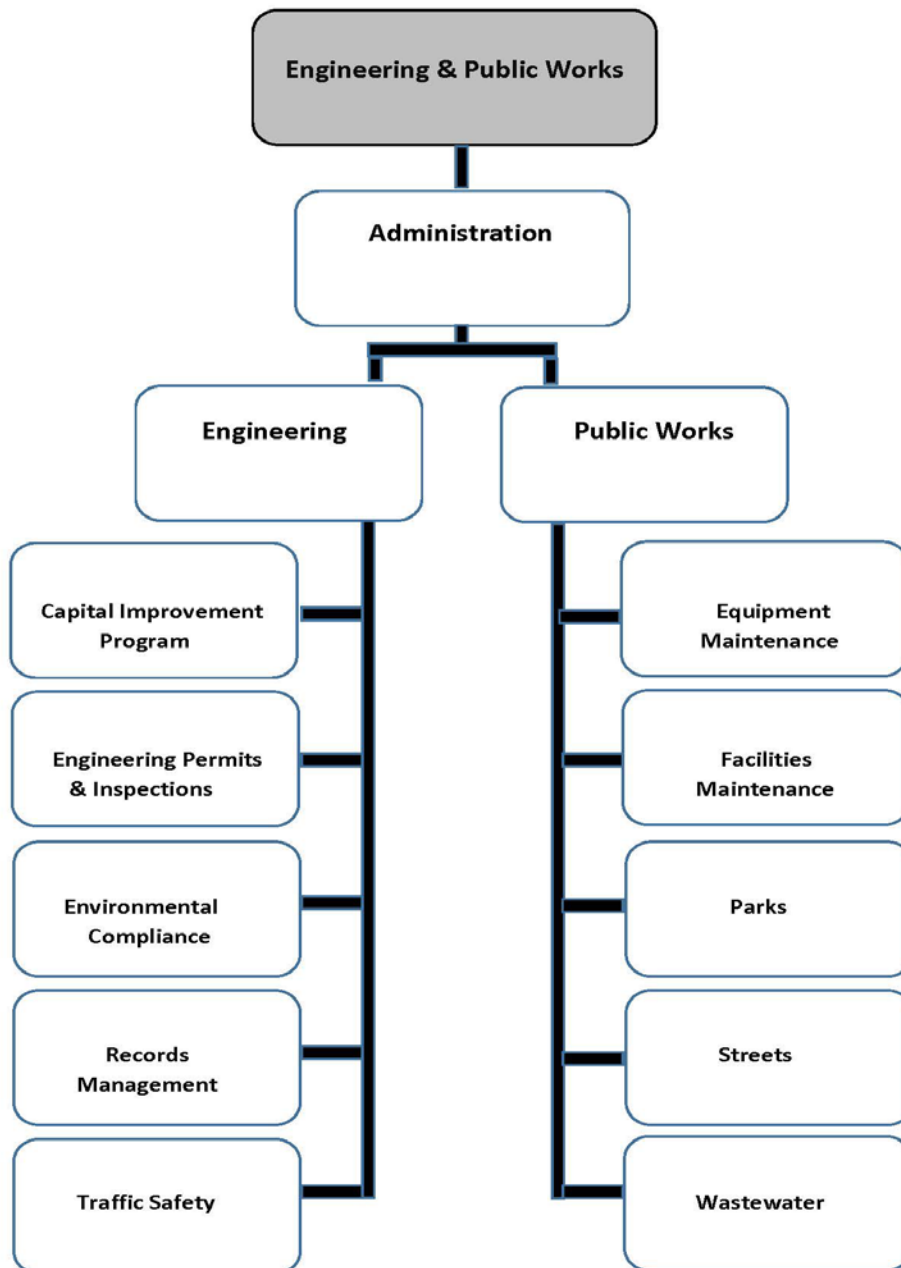 Engineering & Public Works
Administration
Engineering
Public Works
Capital Improvement
Program
Engineering Permits
& Inspections
Environmental
Compliance
Records
Management
Traffic Safety
Equipment
Maintenance
Facilities
Maintenance
Parks
Streets
Wastewater